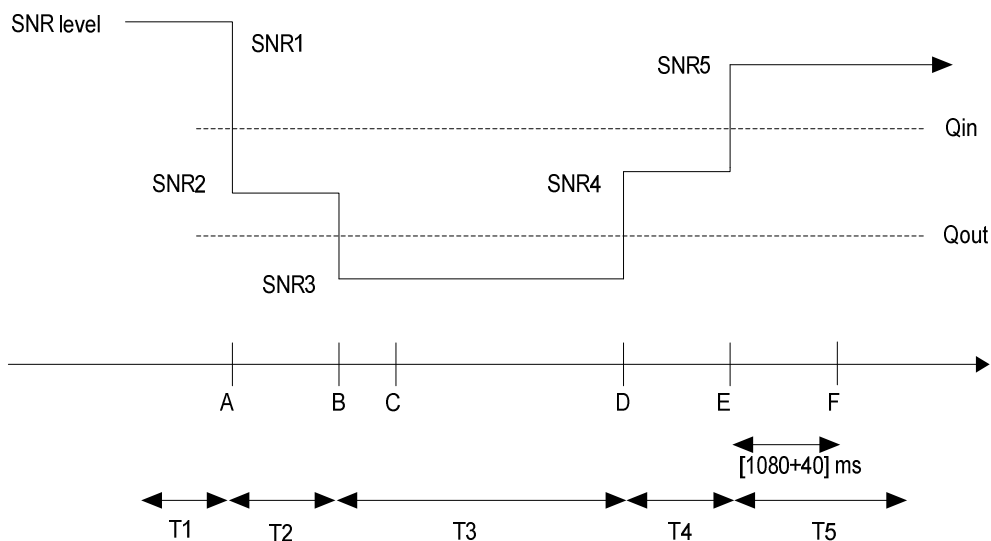 SNR level
SNR1
SNR5
Qin
SNR2
SNR4
Qout
SNR3
A
B
C
D
E
F
[1080+40] ms
T1
T2
T3
T4
T5